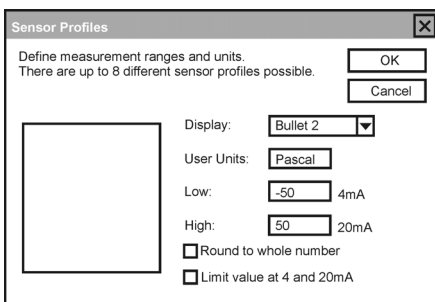 Sensor Profiles
Define measurement ranges and units.
There are up to 8 different sensor profiles possible.
OK
Cancel
Display: Bullet 2
User Units: Pascal
Low: -50 4mA
High: 50 20mA
Round to whole number
Limit value at 4 and 20mA